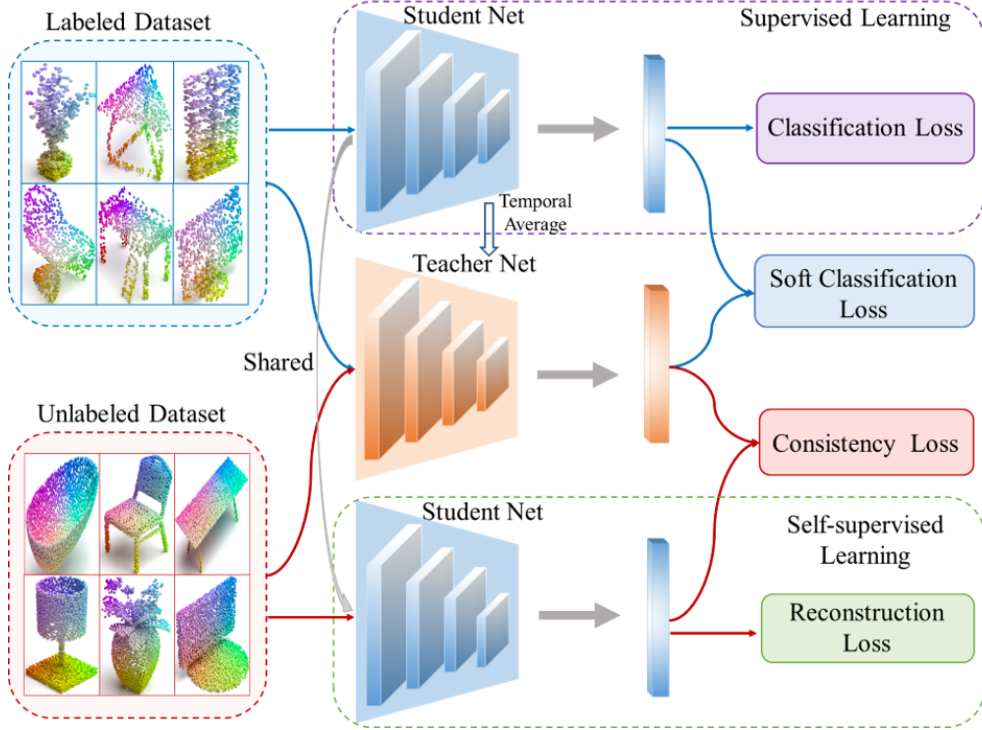 Labeled Dataset
Student Net
Supervised Learning
Classification Loss
Temporal
Average
Teacher Net
Soft Classification
Loss
Shared
Unlabeled Dataset
Consistency Loss
Student Net
Self-supervised
Learning
Reconstruction
Loss